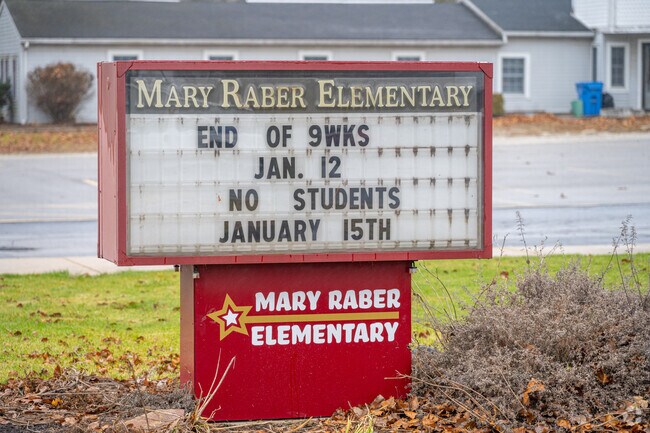 MARY RABER ELEMENTARY
END OF 9WKS
JAN. 12
NO STUDENTS
JANUARY 15TH
MARY RABER
ELEMENTARY